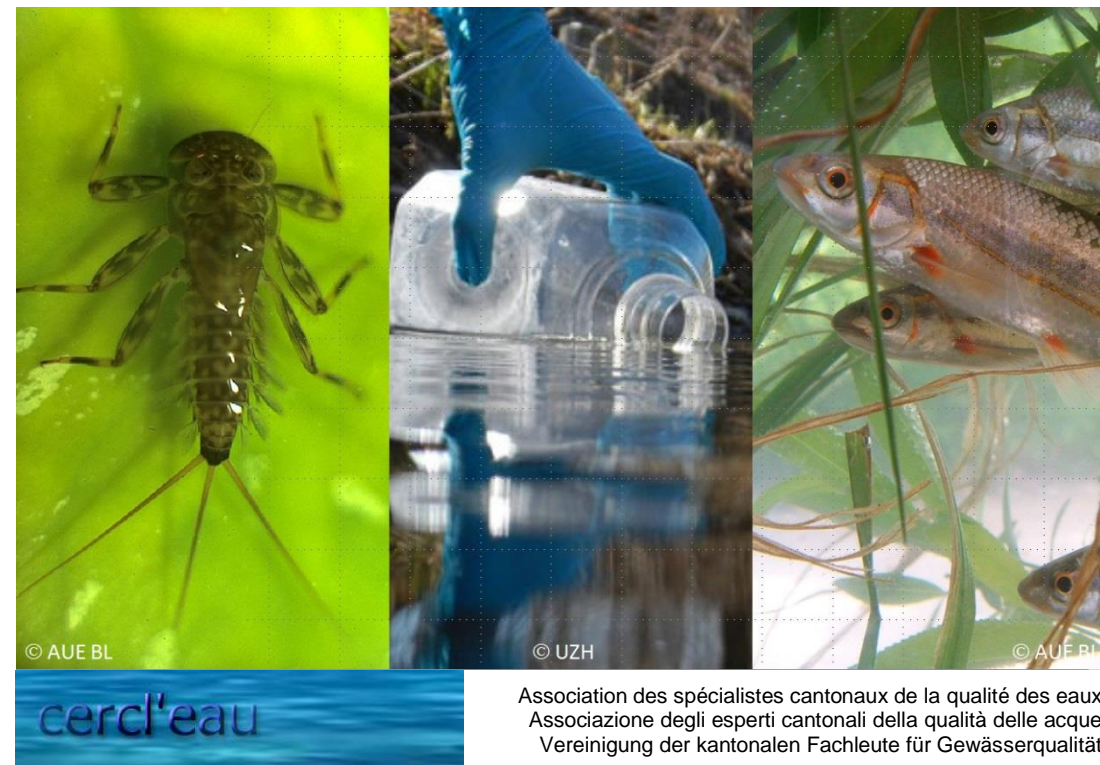 © AUE BL
© UZH
© AUE BL
cercl'eau
Association des spécialistes cantonaux de la qualité des eaux
Associazione degli esperti cantonali della qualità delle acque
Vereinigung der kantonalen Fachleute für Gewässerqualität